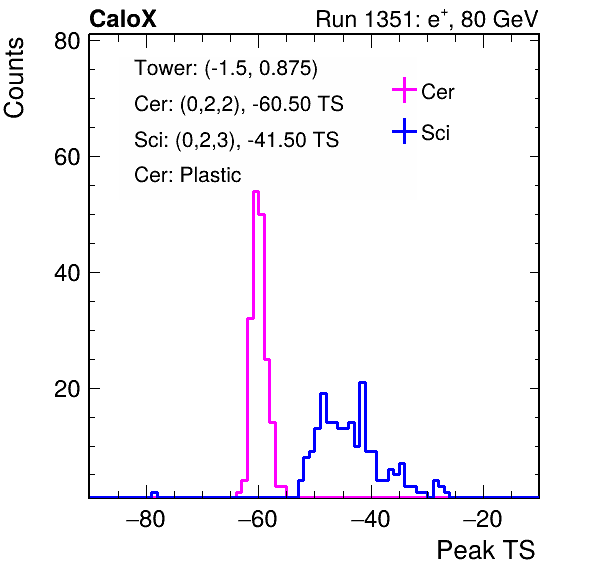 CaloX Run 1351: e⁺, 80 GeV
Counts
80
60
40
20
Tower: (-1.5, 0.875)
Cer: (0,2,2), -60.50 TS
Sci: (0,2,3), -41.50 TS
Cer: Plastic
Cer
Sci
−80 −60 −40 −20
Peak TS